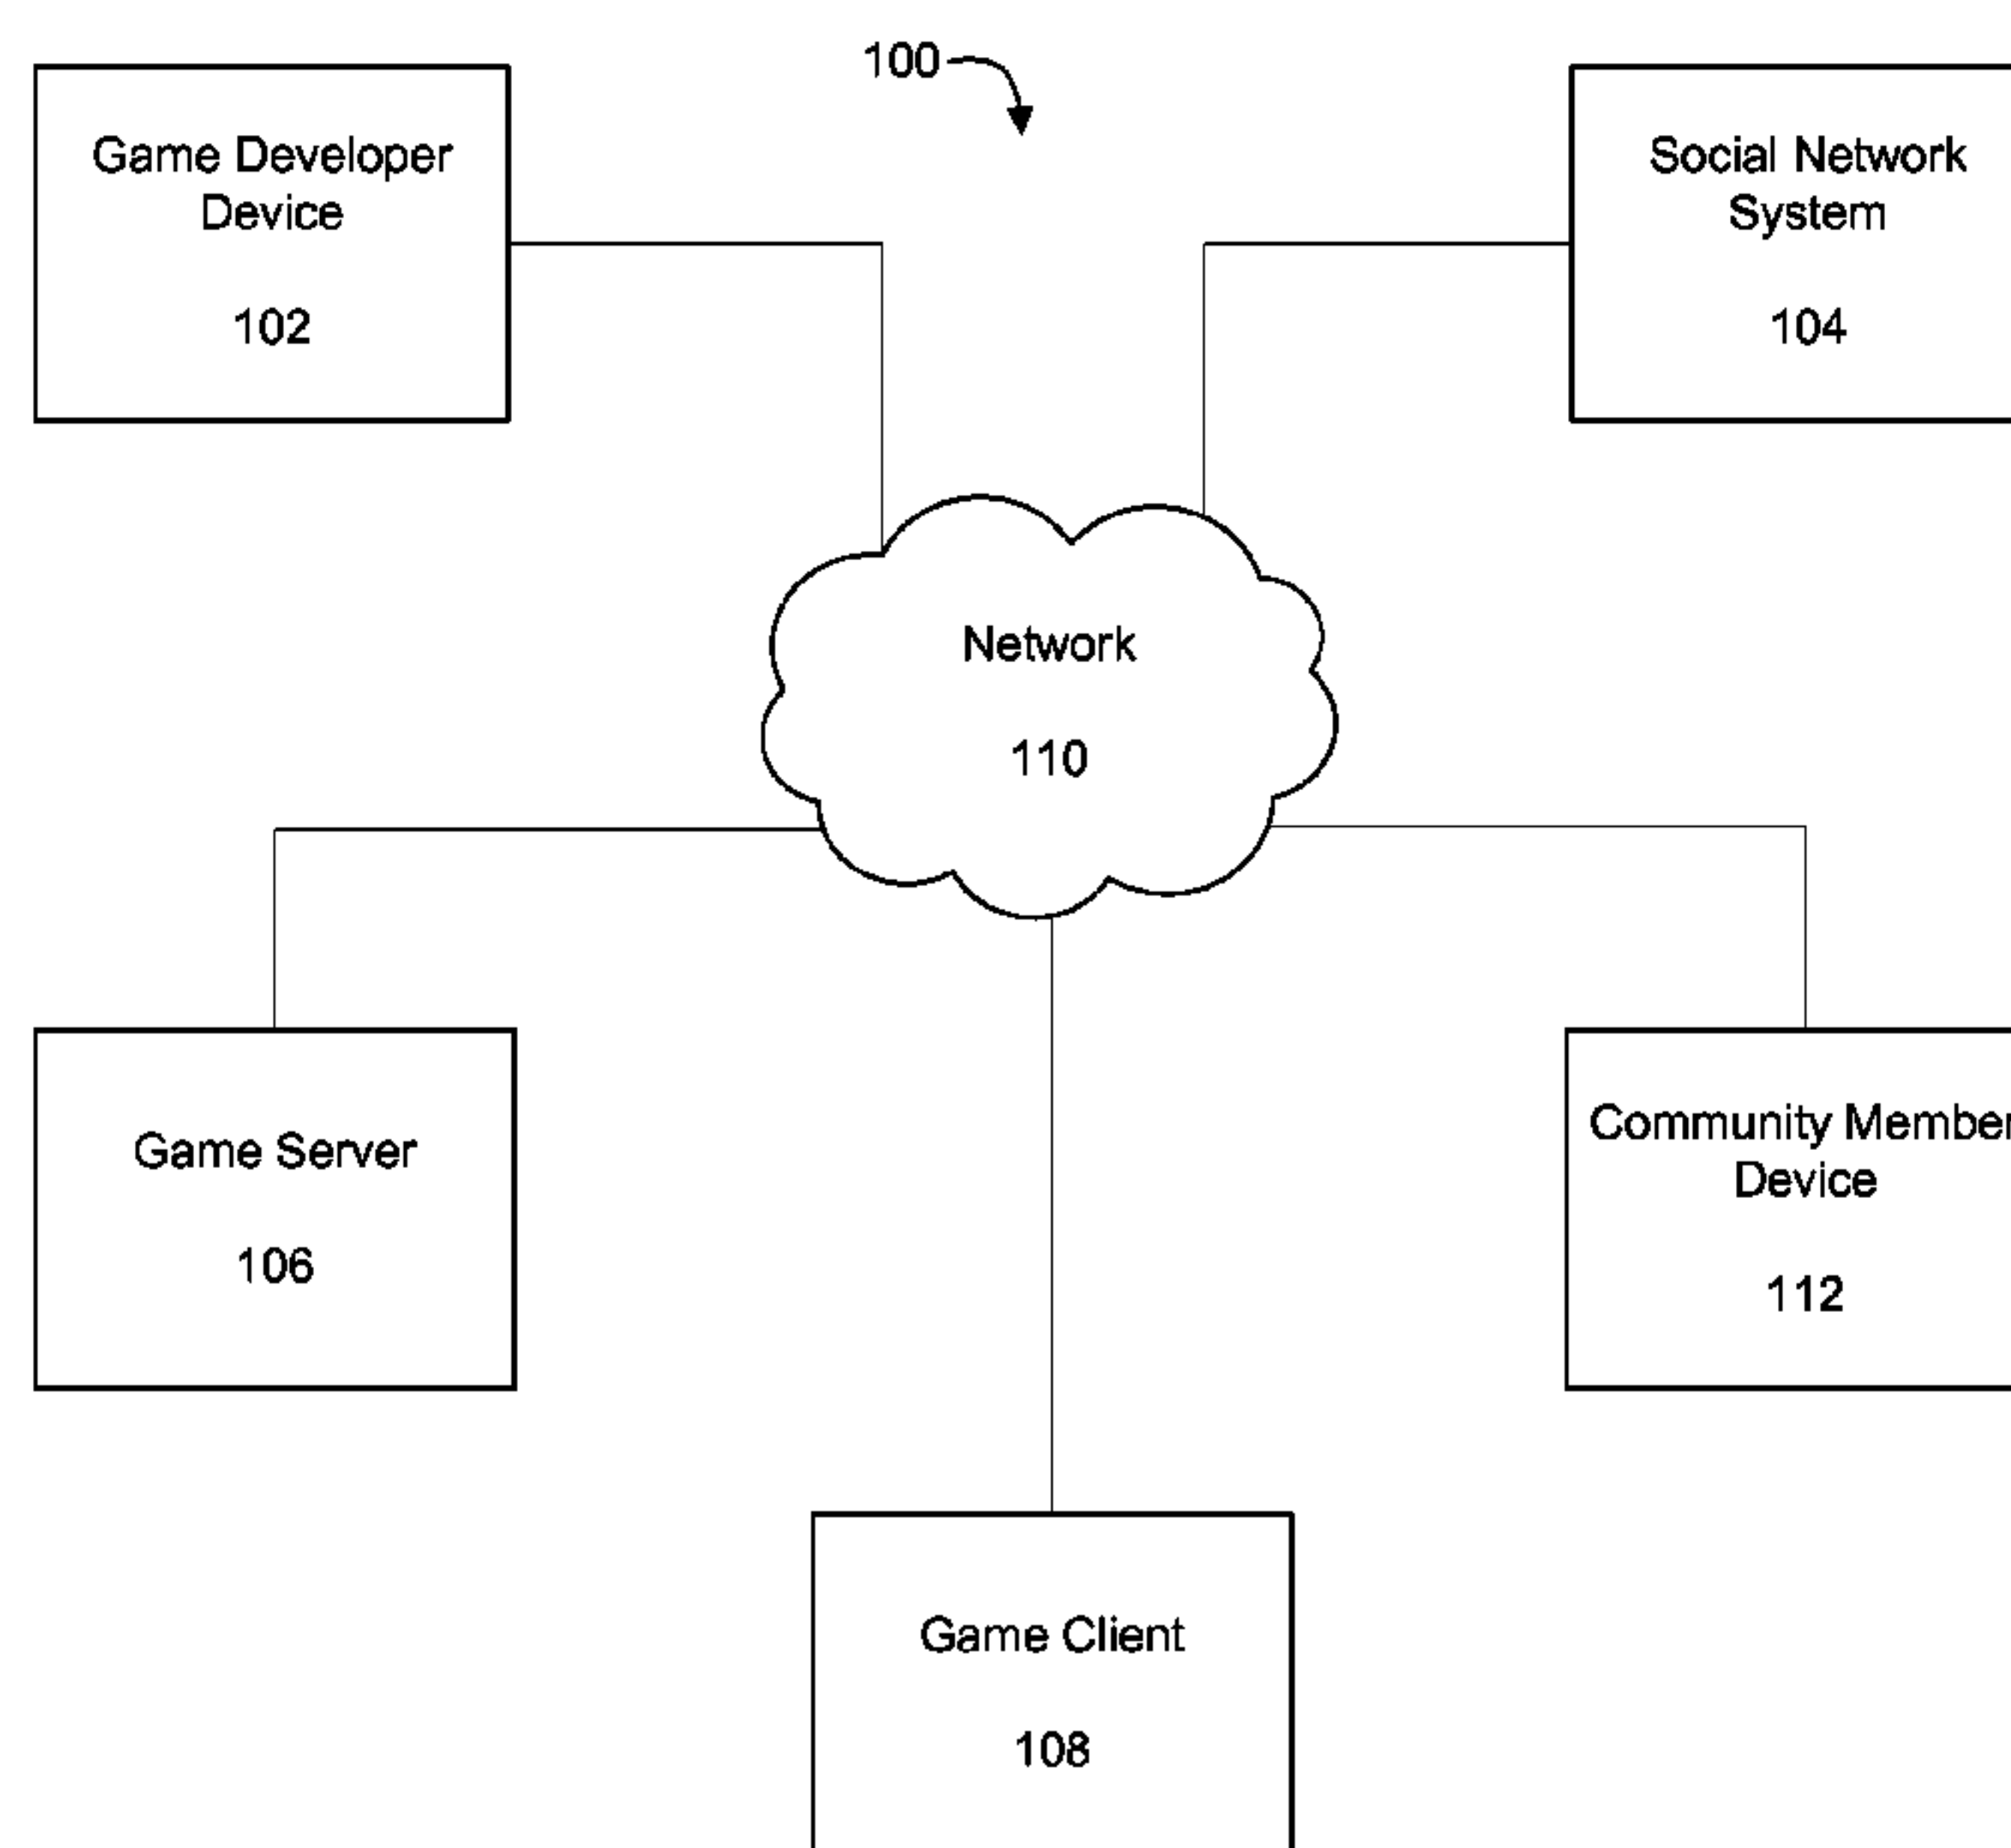 100
Game Developer
Device
102
Social Network
System
104
Network
110
Game Server
106
Community Member
Device
112
Game Client
108